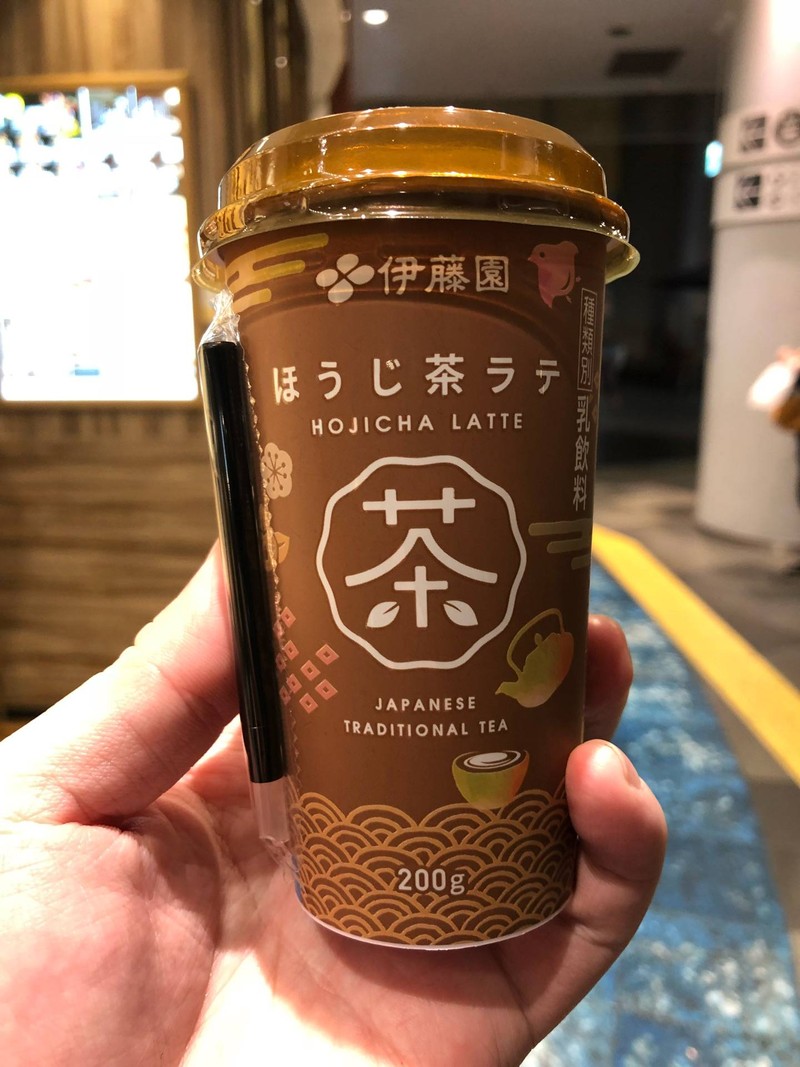 伊藤園
ほうじ茶ラテ
HOJICHA LATTE
種類別 乳飲料
茶
JAPANESE
TRADITIONAL TEA
200g